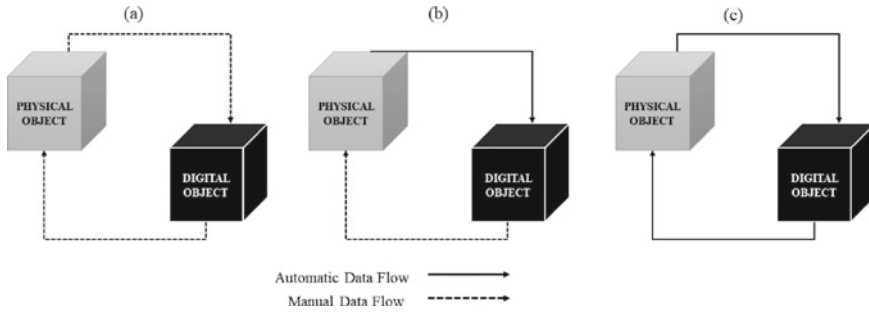 (a)
(b)
(c)
PHYSICAL
OBJECT
DIGITAL
OBJECT
PHYSICAL
OBJECT
DIGITAL
OBJECT
PHYSICAL
OBJECT
DIGITAL
OBJECT
Automatic Data Flow
Manual Data Flow